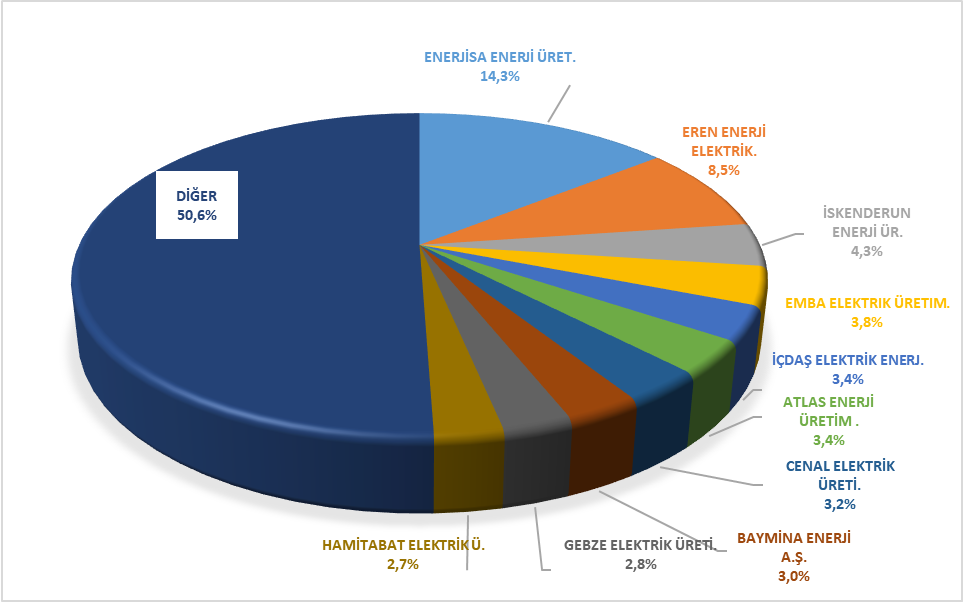 ENERJİSA ENERJİ ÜRET.
14,3%
EREN ENERJİ
ELEKTRİK.
8,5%
İSKENDERUN
ENERJİ ÜR.
4,3%
EMBA ELEKTRIK ÜRETIM.
3,8%
İÇDAŞ ELEKTRİK ENERJ.
3,4%
ATLAS ENERJİ
ÜRETİM .
3,4%
CENAL ELEKTRİK
ÜRETİ.
3,2%
BAYMİNA ENERJİ
A.Ş.
3,0%
GEBZE ELEKTRİK ÜRETİ.
2,8%
HAMİTABAT ELEKTRİK Ü.
2,7%
DİĞER
50,6%